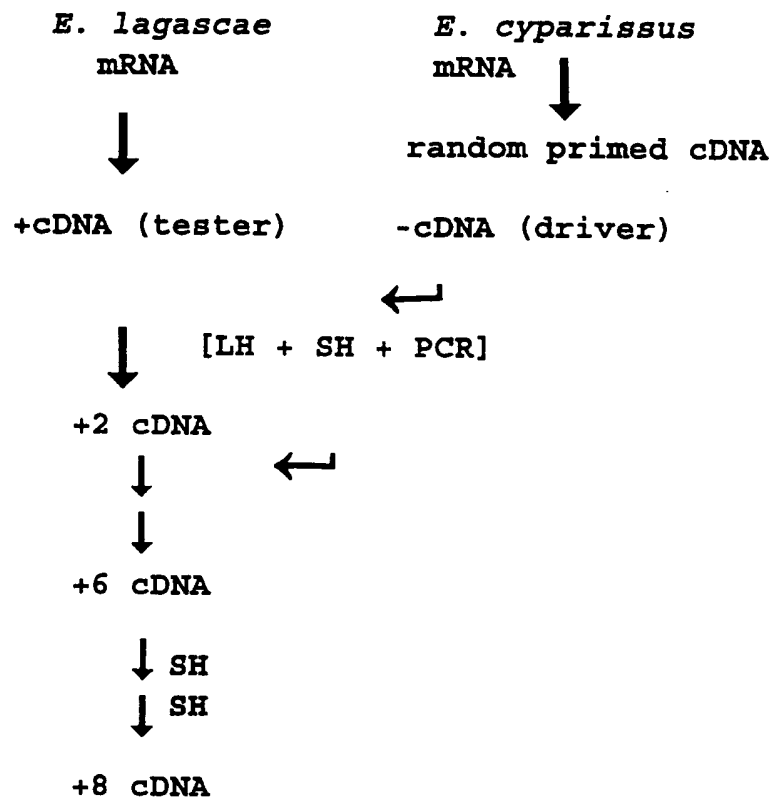 E. lagascae E. cyparissus
mRNA mRNA
random primed cDNA
+cDNA (tester) -cDNA (driver)
[LH + SH + PCR]
+2 cDNA
+6 cDNA
SH
SH
+8 cDNA